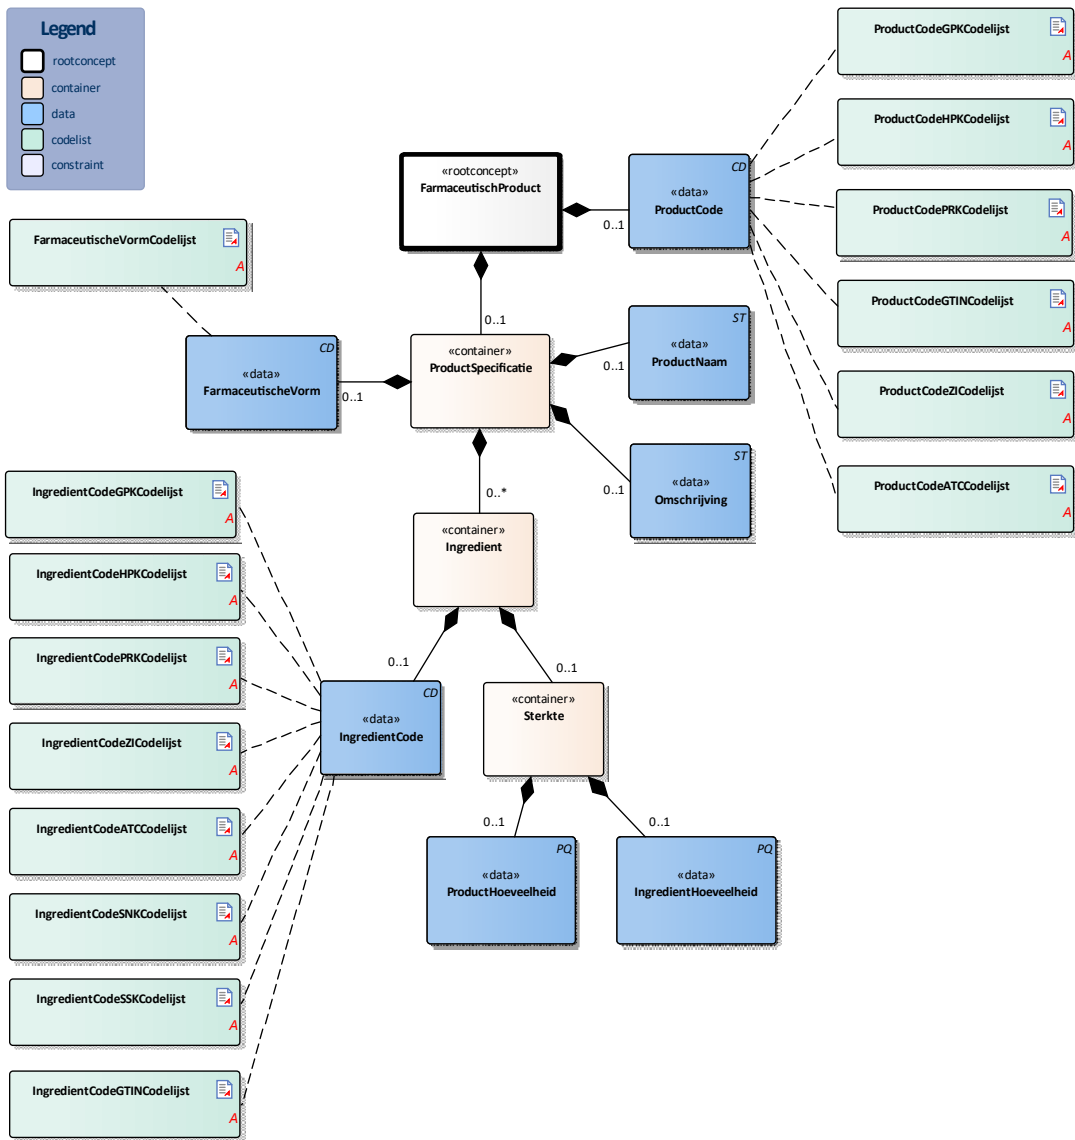 Legend
rootconcept
container
data
codelist
constraint
ProductCodeGPKCodelijst
A
ProductCodeHPKCodelijst
A
«rootconcept»
FarmaceutischProduct
CD
«data»
ProductCode
0..1
ProductCodePRKCodelijst
A
FarmaceutischeVormCodelijst
A
ProductCodeGTINCodelijst
A
0..1
CD
«data»
FarmaceutischeVorm
0..1
«container»
ProductSpecificatie
ST
«data»
ProductNaam
0..1
ProductCodeZICodelijst
A
ST
«data»
Omschrijving
0..1
ProductCodeATCCodelijst
A
0..*
IngredientCodeGPKCodelijst
A
«container»
Ingredient
IngredientCodeHPKCodelijst
A
IngredientCodePRKCodelijst
A
0..1
0..1
CD
«data»
IngredientCode
«container»
Sterkte
IngredientCodeZICodelijst
A
IngredientCodeATCCodelijst
A
0..1
0..1
PQ
«data»
ProductHoeveelheid
PQ
«data»
IngredientHoeveelheid
IngredientCodeSNKCodelijst
A
IngredientCodeSSKCodelijst
A
IngredientCodeGTINCodelijst
A